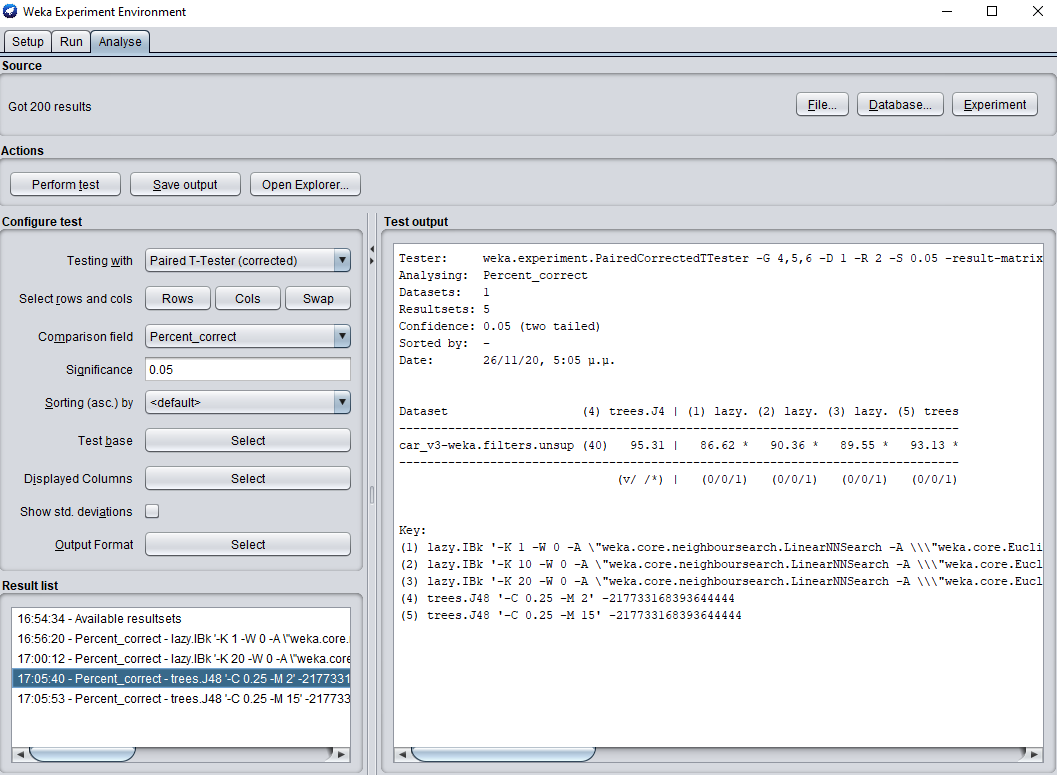 Weka Experiment Environment
Setup Run Analyse
Source
Got 200 results
File... Database... Experiment
Actions
Perform test Save output Open Explorer...
Configure test
Testing with Paired T-Tester (corrected)
Select rows and cols Rows Cols Swap
Comparison field Percent_correct
Significance 0.05
Sorting (asc.) by <default>
Test base Select
Displayed Columns Select
Show std. deviations
Output Format Select
Result list
16:54:34 - Available resultsets
16:56:20 - Percent_correct - lazy.IBk '-K 1 -W 0 -A \"weka.core.
17:00:12 - Percent_correct - lazy.IBk '-K 20 -W 0 -A \"weka.core
17:05:40 - Percent_correct - trees.J48 '-C 0.25 -M 2' -2177331
17:05:53 - Percent_correct - trees.J48 '-C 0.25 -M 15' -217733
Test output
Tester: weka.experiment.PairedCorrectedTTester -G 4,5,6 -D 1 -R 2 -S 0.05 -result-matrix
Analysing: Percent_correct
Datasets: 1
Resultsets: 5
Confidence: 0.05 (two tailed)
Sorted by: -
Date: 26/11/20, 5:05 μ.μ.
Dataset (4) trees.J4 | (1) lazy. (2) lazy. (3) lazy. (5) trees
--------------------------------------------------------------------------------
car_v3-weka.filters.unsup (40) 95.31 | 86.62 * 90.36 * 89.55 * 93.13 *
--------------------------------------------------------------------------------
(v/ /*) | (0/0/1) (0/0/1) (0/0/1) (0/0/1)
Key:
(1) lazy.IBk '-K 1 -W 0 -A \"weka.core.neighboursearch.LinearNNSearch -A \\\"weka.core.Eucli
(2) lazy.IBk '-K 10 -W 0 -A \"weka.core.neighboursearch.LinearNNSearch -A \\\"weka.core.Eucl
(3) lazy.IBk '-K 20 -W 0 -A \"weka.core.neighboursearch.LinearNNSearch -A \\\"weka.core.Eucl
(4) trees.J48 '-C 0.25 -M 2' -217733168393644444
(5) trees.J48 '-C 0.25 -M 15' -217733168393644444